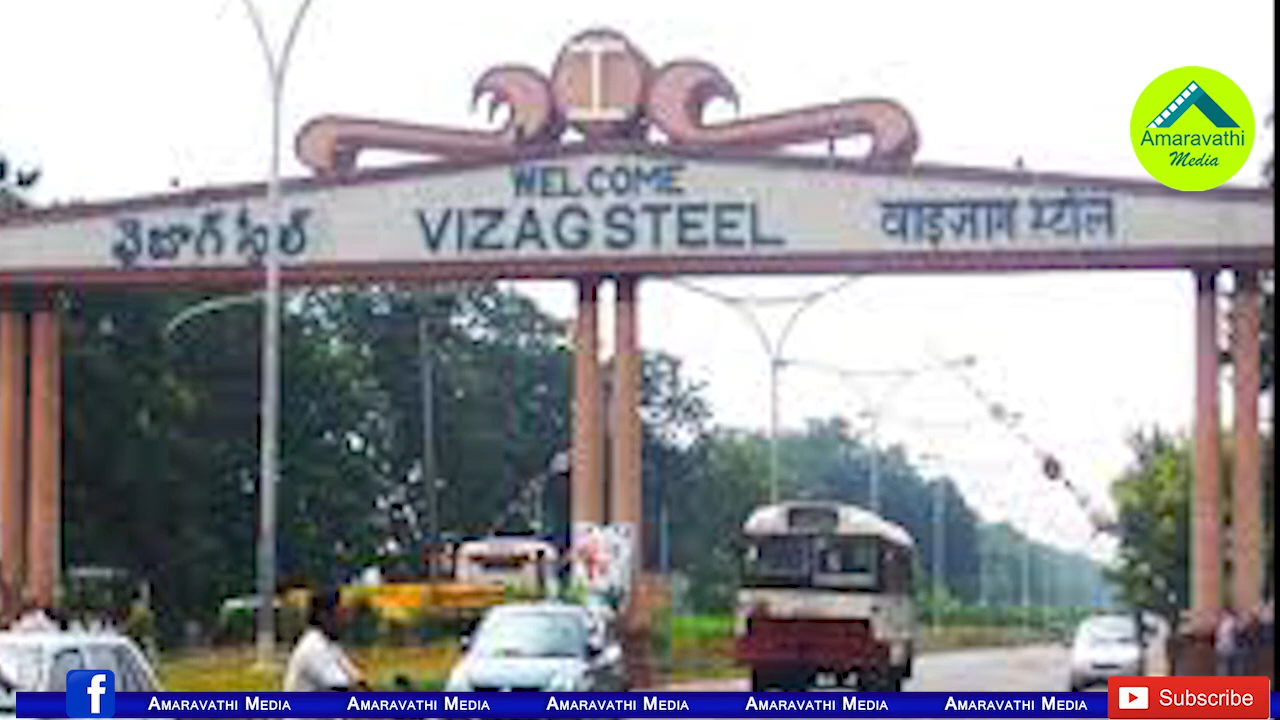 WELCOME
వైజాగ్ స్టీల్ VIZAG STEEL वाइजाग स्टील
Amaravathi
Media
f AMARAVATHI MEDIA AMARAVATHI MEDIA AMARAVATHI MEDIA AMARAVATHI MEDIA AMARAVATHI MEDIA Subscribe